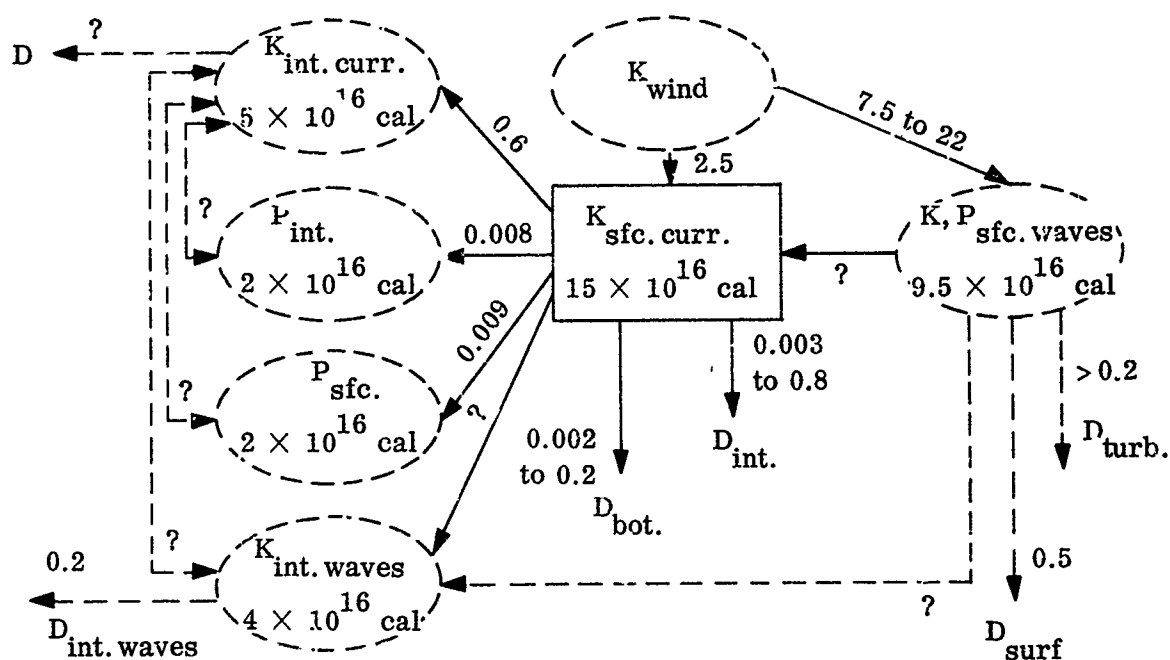 D
?
K int. curr.
5 × 10^16 cal
K wind
7.5 to 22
0.6
2.5
?
P int.
2 × 10^16 cal
0.008
K sfc. curr.
15 × 10^16 cal
?
K, P sfc. waves
9.5 × 10^16 cal
0.009
0.003
to 0.8
> 0.2
?
P sfc.
2 × 10^16 cal
?
0.002
to 0.2
D int.
D turb.
D bot.
0.2
?
K int. waves
4 × 10^16 cal
?
0.5
D int. waves
D surf